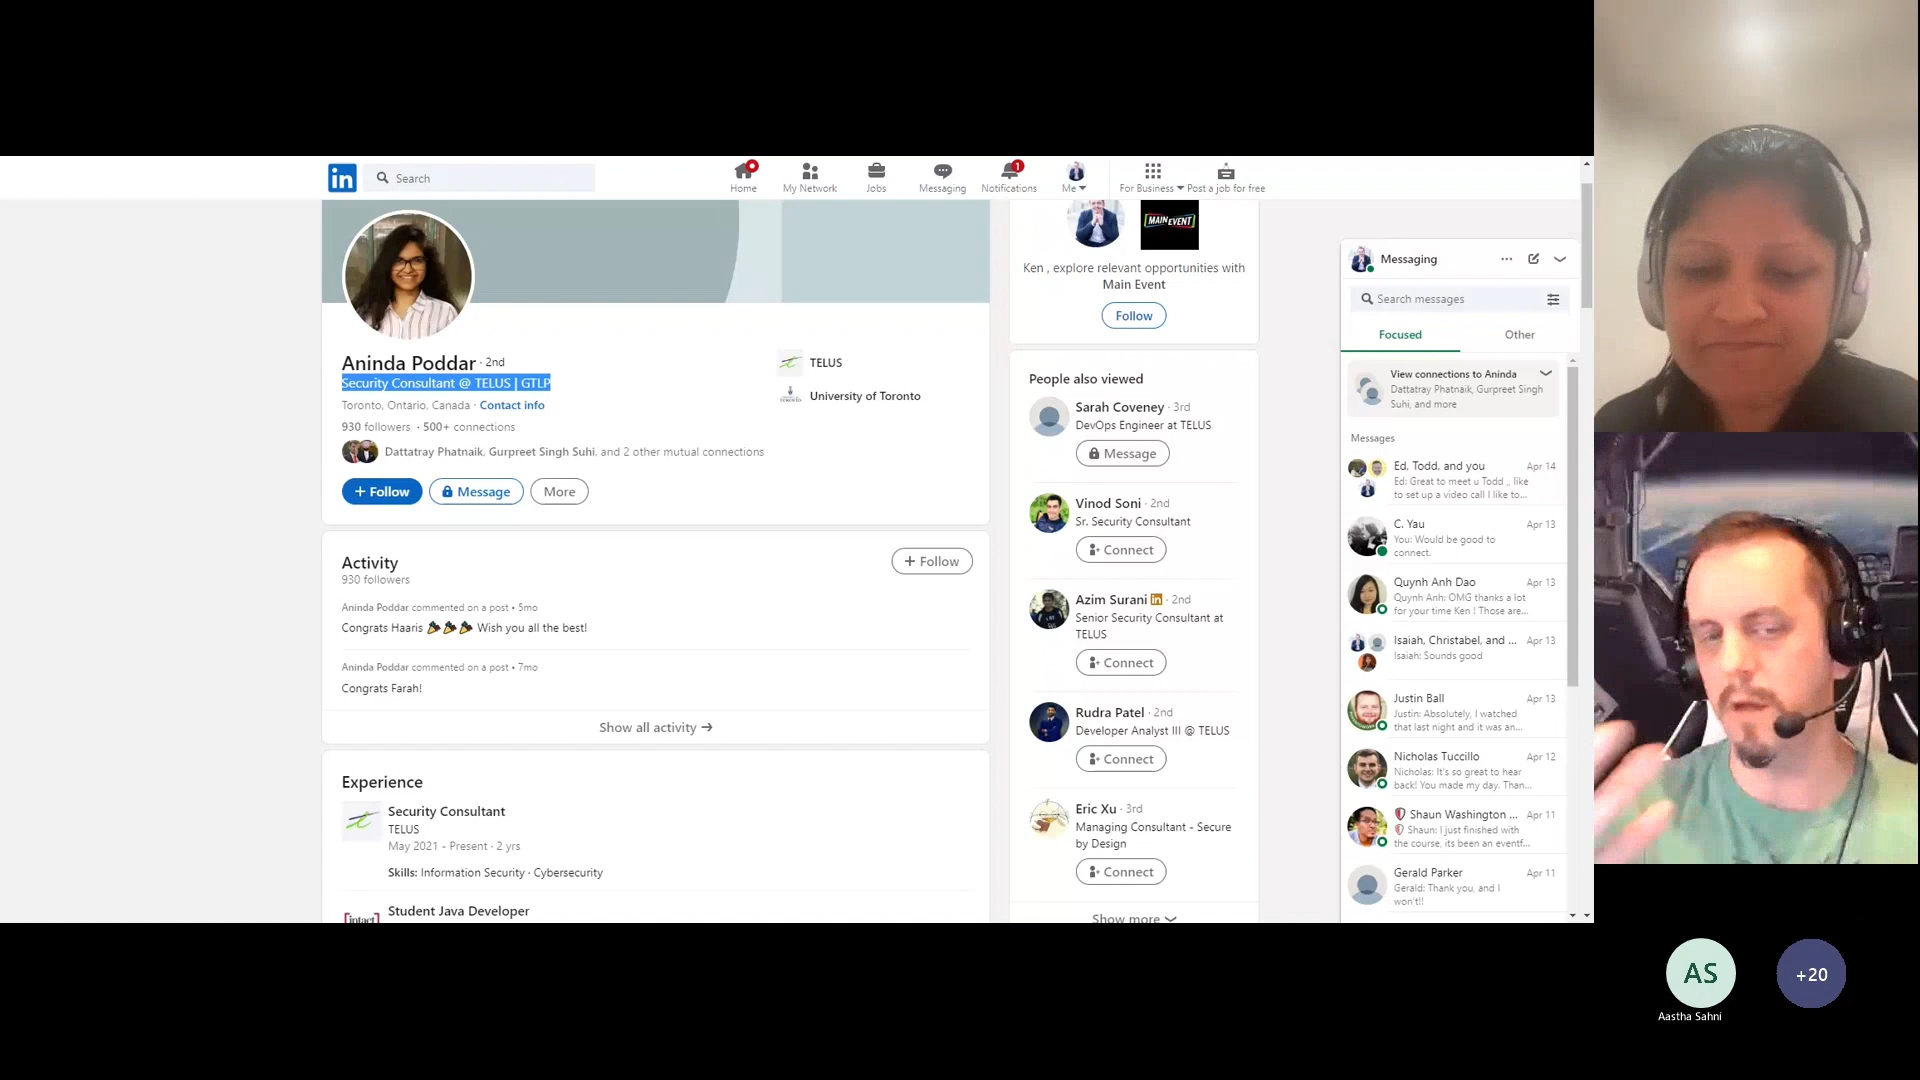 in
Search
Home
My Network
Jobs
Messaging
1
Notifications
Me
For Business
Post a job for free
Aninda Poddar · 2nd
Security Consultant @ TELUS | GTLP
Toronto, Ontario, Canada · Contact info
930 followers · 500+ connections
Dattatray Phatnaik, Gurpreet Singh Suhi, and 2 other mutual connections
+ Follow
Message
More
TELUS
University of Toronto
Activity
930 followers
+ Follow
Aninda Poddar commented on a post • 5mo
Congrats Haaris 🎉🎉🎉 Wish you all the best!
Aninda Poddar commented on a post • 7mo
Congrats Farah!
Show all activity →
Experience
Security Consultant
TELUS
May 2021 - Present · 2 yrs
Skills: Information Security · Cybersecurity
[intact]
Student Java Developer
MAIN EVENT
Ken , explore relevant opportunities with
Main Event
Follow
People also viewed
Sarah Coveney · 3rd
DevOps Engineer at TELUS
Message
Vinod Soni · 2nd
Sr. Security Consultant
Connect
Azim Surani in · 2nd
Senior Security Consultant at
TELUS
Connect
Rudra Patel · 2nd
Developer Analyst III @ TELUS
Connect
Eric Xu · 3rd
Managing Consultant - Secure
by Design
Connect
Show more
Messaging
Search messages
Focused
Other
View connections to Aninda
Dattatray Phatnaik, Gurpreet Singh
Suhi, and more
Messages
Ed, Todd, and you
Apr 14
Ed: Great to meet u Todd ,, like
to set up a video call I like to...
C. Yau
Apr 13
You: Would be good to
connect.
Quynh Anh Dao
Apr 13
Quynh Anh: OMG thanks a lot
for your time Ken ! Those are...
Isaiah, Christabel, and ...
Apr 13
Isaiah: Sounds good
Justin Ball
Apr 13
Justin: Absolutely, I watched
that last night and it was an...
Nicholas Tuccillo
Apr 12
Nicholas: It's so great to hear
back! You made my day. Than...
Shaun Washington ...
Apr 11
Shaun: I just finished with
the course, its been an eventf...
Gerald Parker
Apr 11
Gerald: Thank you, and I
won't!!
AS
Aastha Sahni
+20